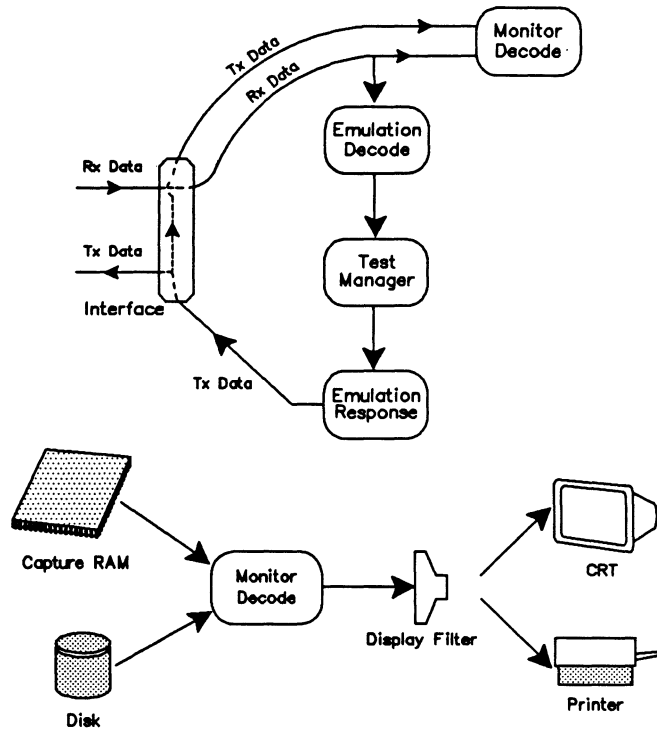 Monitor
Decode
Tx Data
Rx Data
Emulation
Decode
Rx Data
Tx Data
Interface
Test
Manager
Tx Data
Emulation
Response
Capture RAM
Monitor
Decode
Display Filter
CRT
Disk
Printer